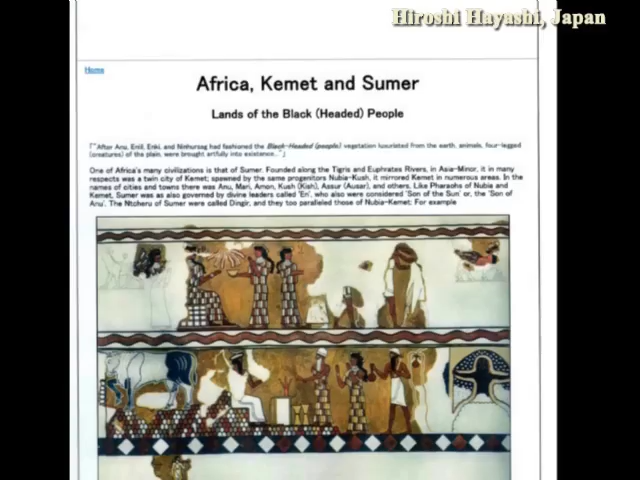 Hiroshi Hayashi, Japan
Home
Africa, Kemet and Sumer
Lands of the Black (Headed) People
「"After Anu, Enlil, Enki, and Ninhursag had fashioned the Black-Headed (people) vegetation luxuriated from the earth, animals, four-legged
(creatures) of the plain, were brought artfully into existence..."」
One of Africa's many civilizations is that of Sumer. Founded along the Tigris and Euphrates Rivers, in Asia-Minor, it in many
respects was a twin city of Kemet; spawned by the same progenitors Nubia-Kush, it mirrored Kemet in numerous areas. In the
names of cities and towns there was Anu, Mari, Amon, Kush (Kish), Assur (Ausar), and others. Like Pharaohs of Nubia and
Kemet, Sumer was as also governed by divine leaders called 'En', who also were considered 'Son of the Sun' or, the 'Son of
Anu'. The Ntcheru of Sumer were called Dingir, and they too paralleled those of Nubia-Kemet: For example